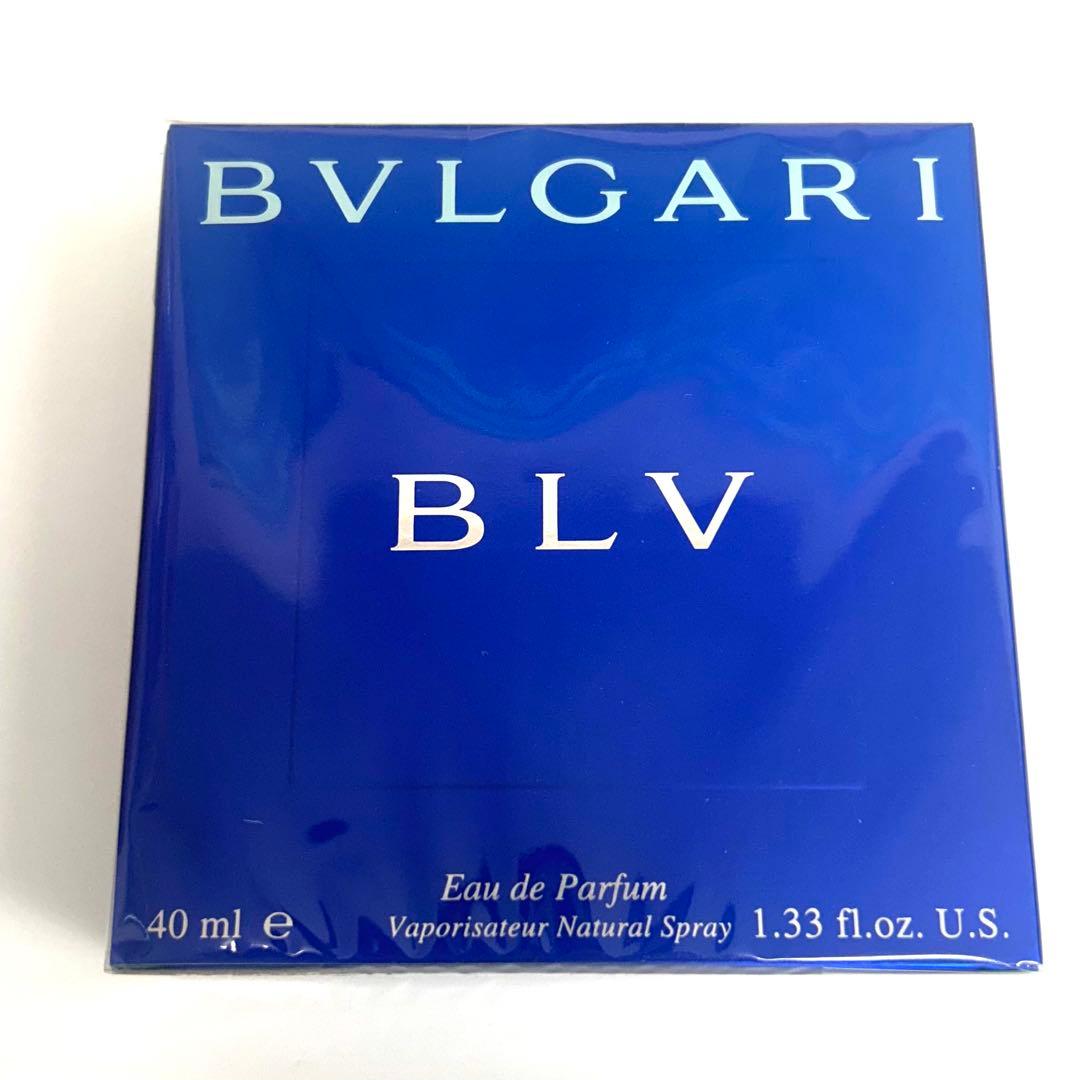 BVLGARI
BLV
Eau de Parfum
40 ml ℮ Vaporisateur Natural Spray 1.33 fl.oz. U.S.